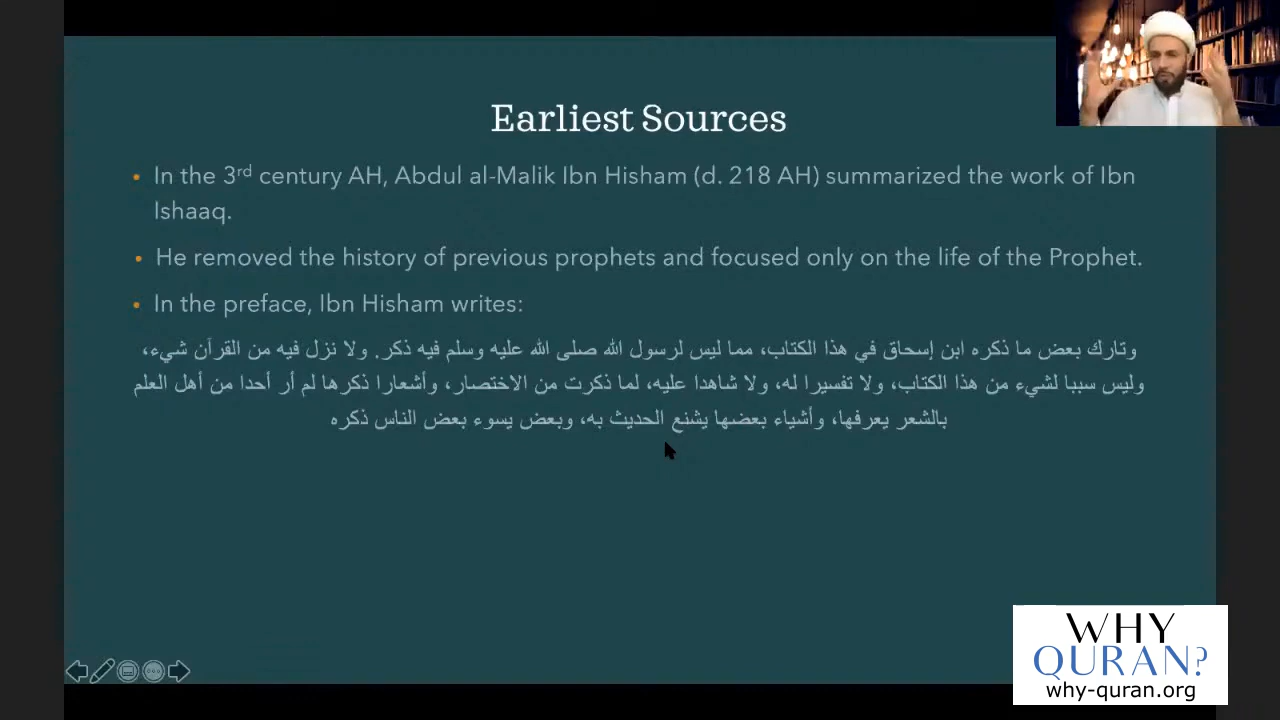 Earliest Sources
• In the 3rd century AH, Abdul al-Malik Ibn Hisham (d. 218 AH) summarized the work of Ibn
Ishaaq.
• He removed the history of previous prophets and focused only on the life of the Prophet.
• In the preface, Ibn Hisham writes:
وتارك بعض ما ذكره ابن إسحاق في هذا الكتاب، مما ليس لرسول الله صلى الله عليه وسلم فيه ذكر. ولا نزل فيه من القرآن شيء،
وليس سببا لشيء من هذا الكتاب، ولا تفسيرا له، ولا شاهدا عليه، لما ذكرت من الاختصار، وأشعارا ذكرها لم أر أحدا من أهل العلم
بالشعر يعرفها، وأشياء بعضها يشنع الحديث به، وبعض يسوء بعض الناس ذكره
WHY
QURAN?
why-quran.org